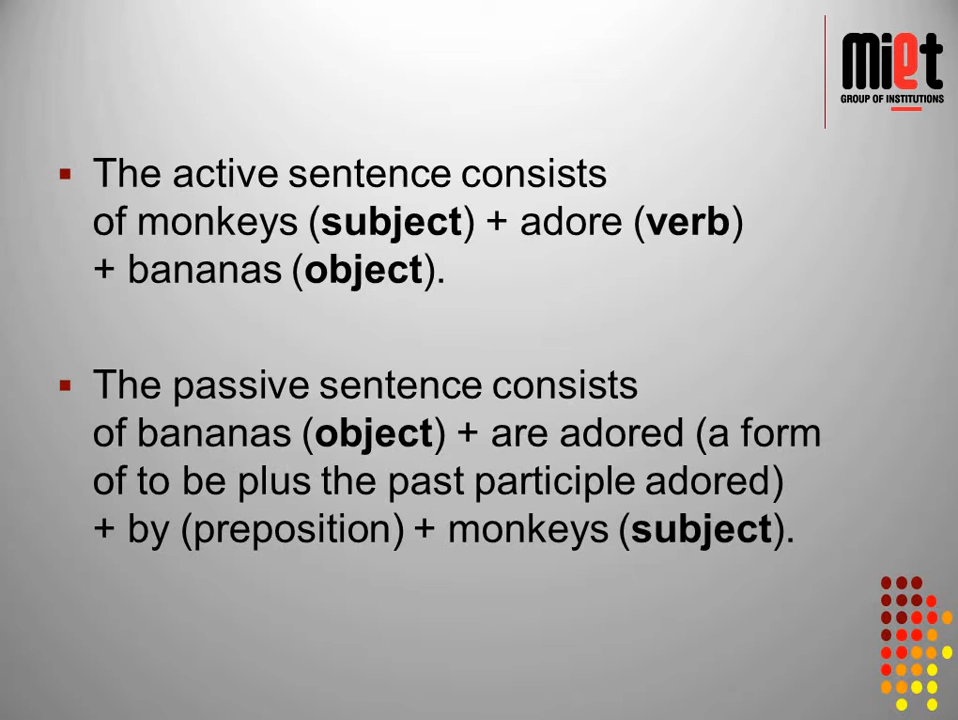 miet
GROUP OF INSTITUTIONS
▪ The active sentence consists
of monkeys (subject) + adore (verb)
+ bananas (object).
▪ The passive sentence consists
of bananas (object) + are adored (a form
of to be plus the past participle adored)
+ by (preposition) + monkeys (subject).